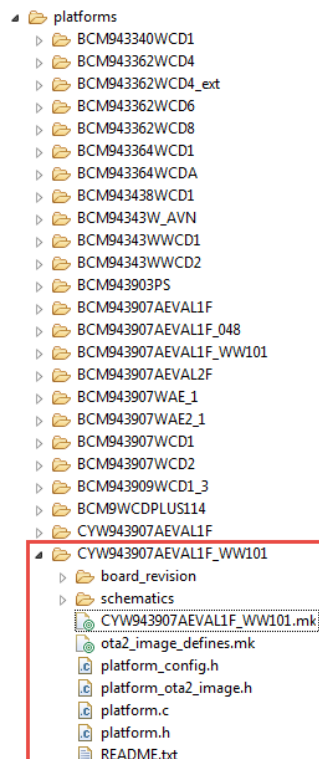 platforms
BCM943340WCD1
BCM943362WCD4
BCM943362WCD4_ext
BCM943362WCD6
BCM943362WCD8
BCM943364WCD1
BCM943364WCDA
BCM943438WCD1
BCM94343W_AVN
BCM94343WWCD1
BCM94343WWCD2
BCM943903PS
BCM943907AEVAL1F
BCM943907AEVAL1F_048
BCM943907AEVAL1F_WW101
BCM943907AEVAL2F
BCM943907WAE_1
BCM943907WAE2_1
BCM943907WCD1
BCM943907WCD2
BCM943909WCD1_3
BCM9WCDPLUS114
CYW943907AEVAL1F
CYW943907AEVAL1F_WW101
board_revision
schematics
CYW943907AEVAL1F_WW101.mk
ota2_image_defines.mk
platform_config.h
platform_ota2_image.h
platform.c
platform.h
README.txt